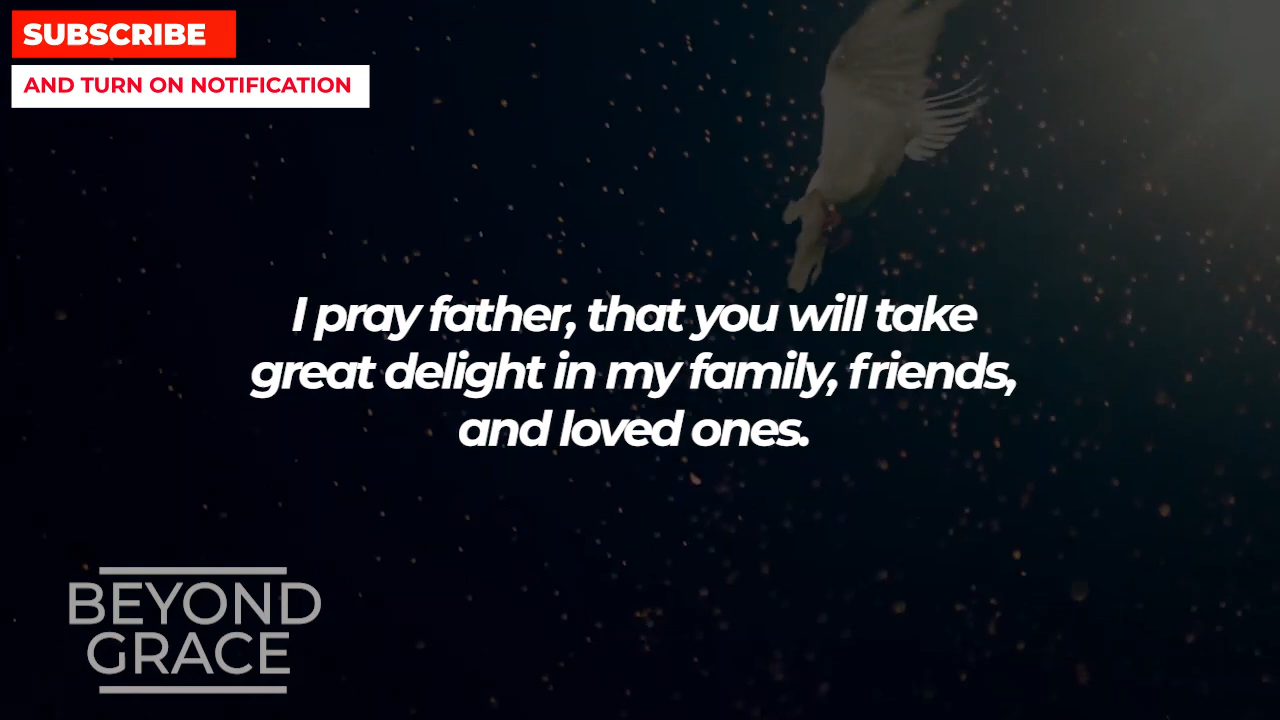 SUBSCRIBE
AND TURN ON NOTIFICATION
I pray father, that you will take
great delight in my family, friends,
and loved ones.
BEYOND
GRACE